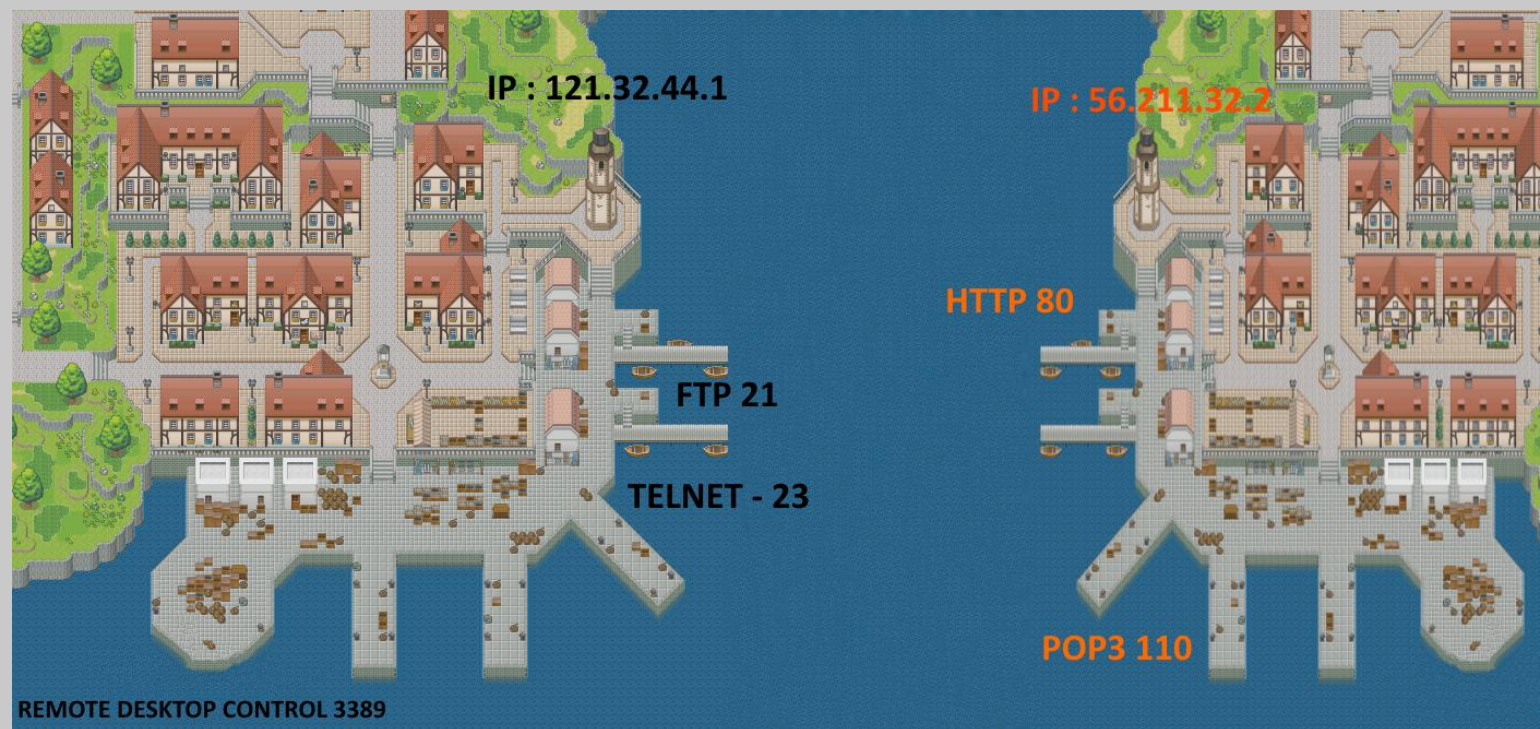 IP : 121.32.44.1
IP : 56.211.32.2
HTTP 80
FTP 21
TELNET - 23
POP3 110
REMOTE DESKTOP CONTROL 3389